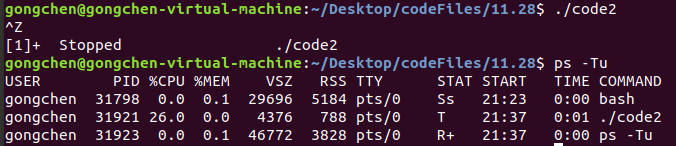 gongchen@gongchen-virtual-machine:~/Desktop/codeFiles/11.28$ ./code2
^Z
[1]+  Stopped                 ./code2
gongchen@gongchen-virtual-machine:~/Desktop/codeFiles/11.28$ ps -Tu
USER        PID %CPU %MEM    VSZ   RSS TTY      STAT START   TIME COMMAND
gongchen  31798  0.0  0.1  29696  5184 pts/0    Ss   21:23   0:00 bash
gongchen  31921 26.0  0.0   4376   788 pts/0    T    21:37   0:01 ./code2
gongchen  31923  0.0  0.1  46772  3828 pts/0    R+   21:37   0:00 ps -Tu